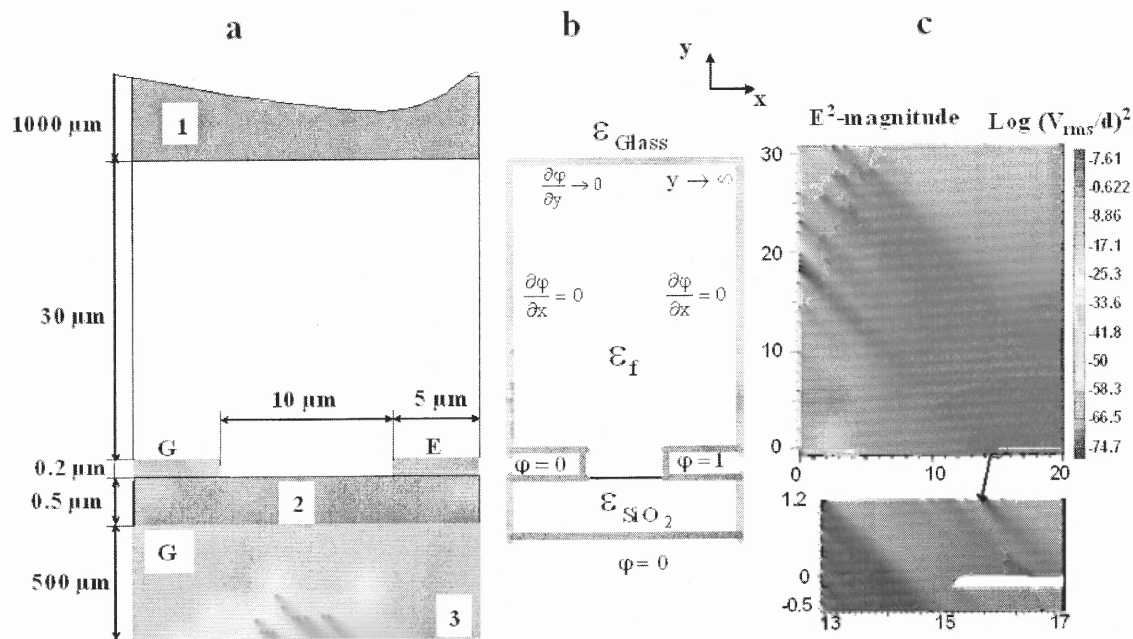 a
1
1000 µm
30 µm
10 µm
5 µm
G
E
0.2 µm
0.5 µm
2
G
500 µm
3
b
y
x
ε Glass
∂φ/∂y → 0
y → ∞
∂φ/∂x = 0
∂φ/∂x = 0
ε f
φ = 0
φ = 1
ε SiO 2
φ = 0
c
E²-magnitude
Log (Vrms/d)²
30
20
10
0
0
10
20
-7.61
-0.622
-8.86
-17.1
-25.3
-33.6
-41.8
-50
-58.3
-66.5
-74.7
1.2
0
-0.5
13
15
17